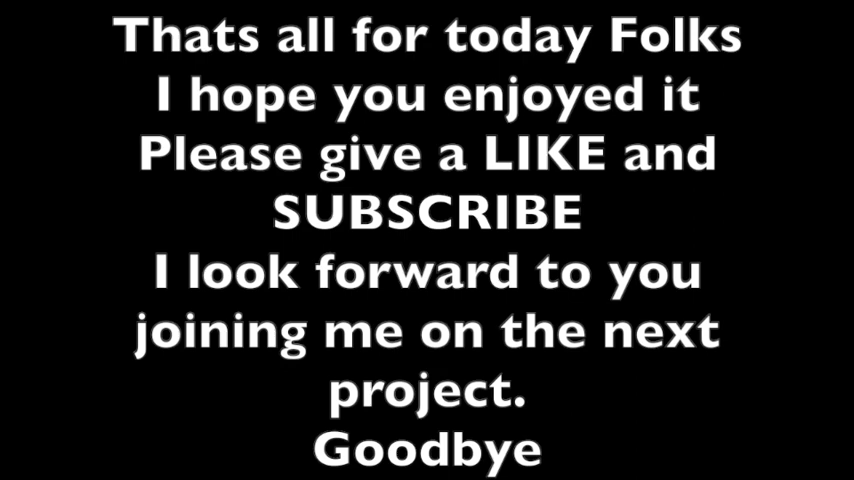 Thats all for today Folks
I hope you enjoyed it
Please give a LIKE and
SUBSCRIBE
I look forward to you
joining me on the next
project.
Goodbye